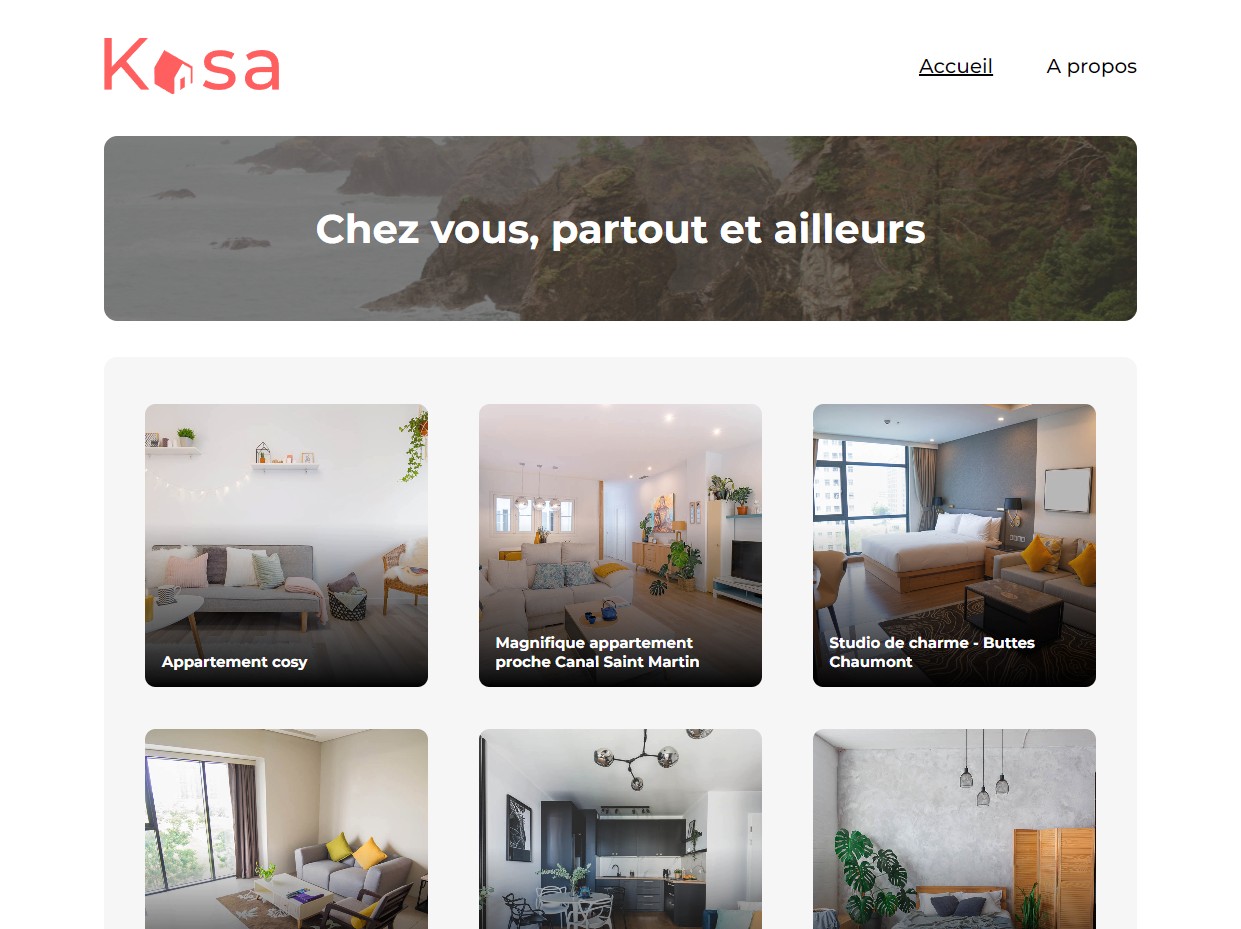 Kasa
Accueil
A propos
Chez vous, partout et ailleurs
Appartement cosy
Magnifique appartement
proche Canal Saint Martin
Studio de charme - Buttes
Chaumont